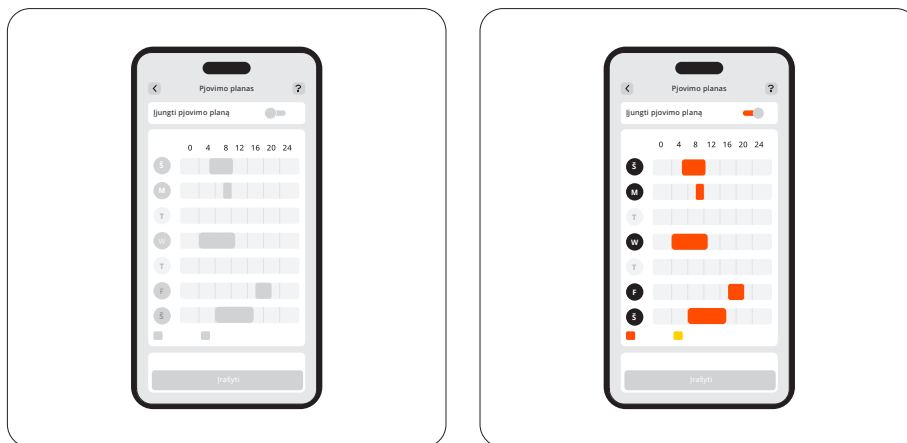 Pjovimo planas ?
Įjungti pjovimo planą
0 4 8 12 16 20 24
Š
M
T
W
T
F
Š
Įrašyti
Pjovimo planas ?
Įjungti pjovimo planą
0 4 8 12 16 20 24
Š
M
T
W
T
F
Š
Įrašyti